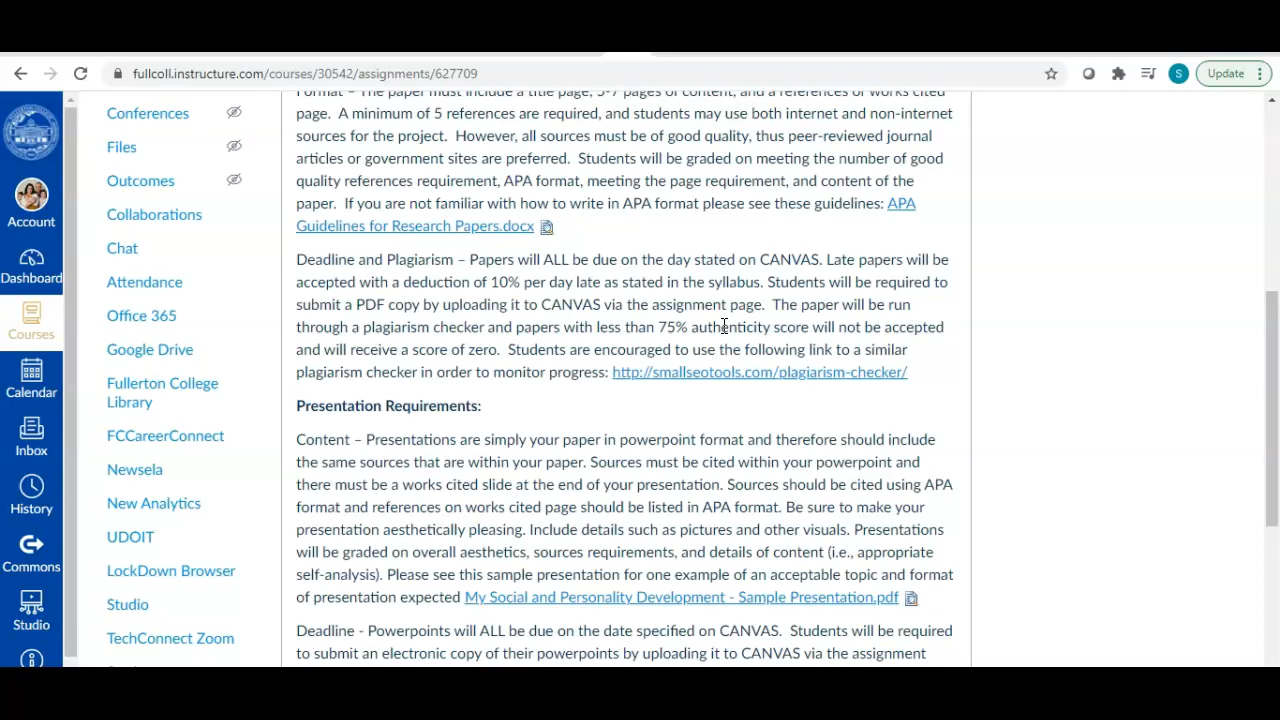 fullcoll.instructure.com/courses/30542/assignments/627709
S
Update
Account
Dashboard
Courses
Calendar
Inbox
History
Commons
Studio
Conferences
Files
Outcomes
Collaborations
Chat
Attendance
Office 365
Google Drive
Fullerton College
Library
FCCareerConnect
Newsela
New Analytics
UDOIT
LockDown Browser
Studio
TechConnect Zoom
Format – The paper must include a title page, 5-7 pages of content, and a references or works cited
page. A minimum of 5 references are required, and students may use both internet and non-internet
sources for the project. However, all sources must be of good quality, thus peer-reviewed journal
articles or government sites are preferred. Students will be graded on meeting the number of good
quality references requirement, APA format, meeting the page requirement, and content of the
paper. If you are not familiar with how to write in APA format please see these guidelines: APA
Guidelines for Research Papers.docx
Deadline and Plagiarism – Papers will ALL be due on the day stated on CANVAS. Late papers will be
accepted with a deduction of 10% per day late as stated in the syllabus. Students will be required to
submit a PDF copy by uploading it to CANVAS via the assignment page. The paper will be run
through a plagiarism checker and papers with less than 75% authenticity score will not be accepted
and will receive a score of zero. Students are encouraged to use the following link to a similar
plagiarism checker in order to monitor progress: http://smallseotools.com/plagiarism-checker/
Presentation Requirements:
Content – Presentations are simply your paper in powerpoint format and therefore should include
the same sources that are within your paper. Sources must be cited within your powerpoint and
there must be a works cited slide at the end of your presentation. Sources should be cited using APA
format and references on works cited page should be listed in APA format. Be sure to make your
presentation aesthetically pleasing. Include details such as pictures and other visuals. Presentations
will be graded on overall aesthetics, sources requirements, and details of content (i.e., appropriate
self-analysis). Please see this sample presentation for one example of an acceptable topic and format
of presentation expected My Social and Personality Development - Sample Presentation.pdf
Deadline - Powerpoints will ALL be due on the date specified on CANVAS. Students will be required
to submit an electronic copy of their powerpoints by uploading it to CANVAS via the assignment